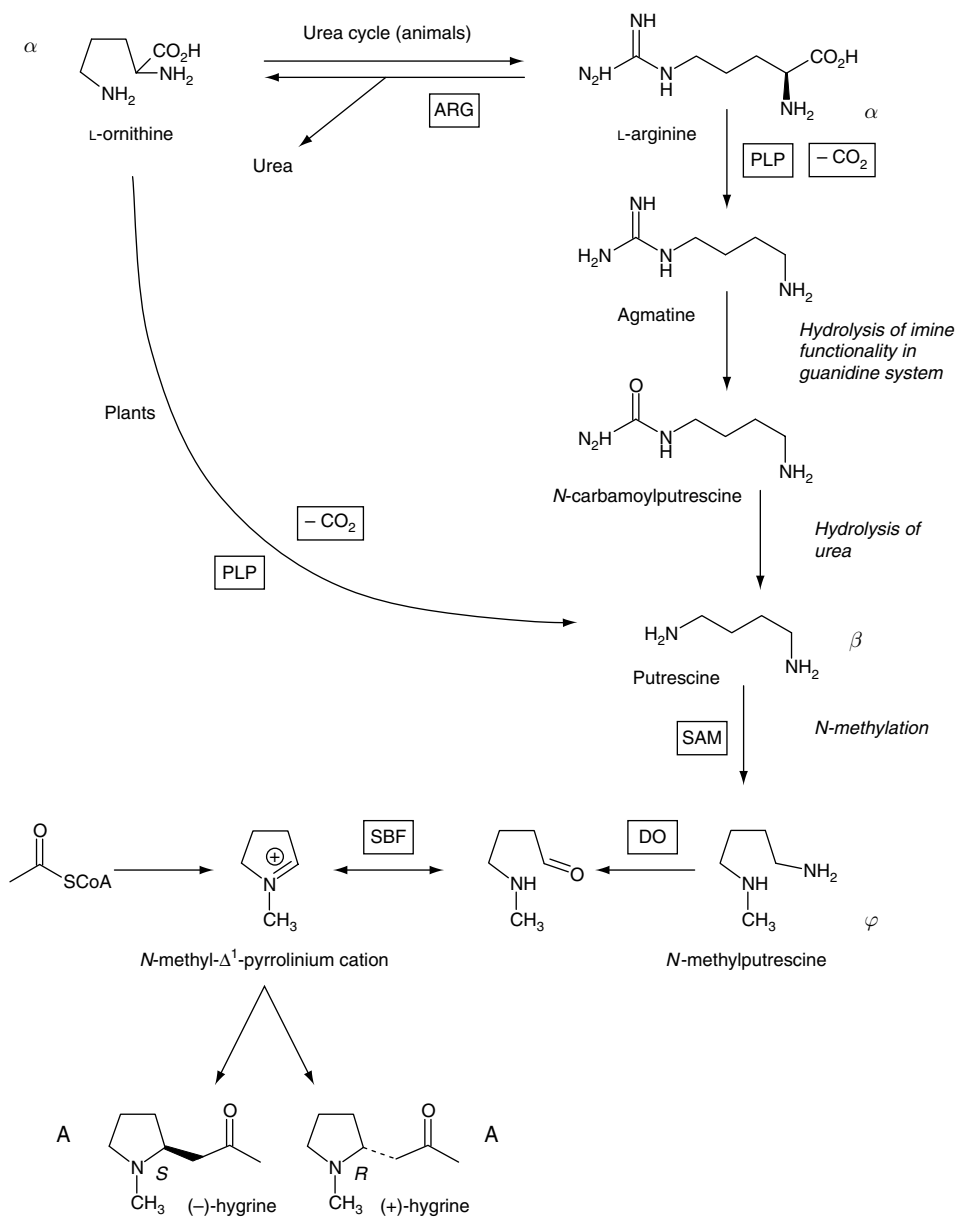 α
CO₂H
NH₂
NH₂
L-ornithine
Urea cycle (animals)
ARG
Urea
NH
N₂H
N
H
CO₂H
NH₂
α
L-arginine
PLP
– CO₂
NH
H₂N
N
H
NH₂
Agmatine
Hydrolysis of imine
functionality in
guanidine system
Plants
O
N₂H
N
H
NH₂
N-carbamoylputrescine
– CO₂
PLP
Hydrolysis of
urea
H₂N
NH₂
β
Putrescine
SAM
N-methylation
O
SCoA
+
N
CH₃
SBF
NH
CH₃
O
DO
NH
CH₃
NH₂
φ
N-methyl-Δ¹-pyrrolinium cation
N-methylputrescine
A
O
N
S
CH₃
(–)-hygrine
O
N
R
CH₃
(+)-hygrine
A